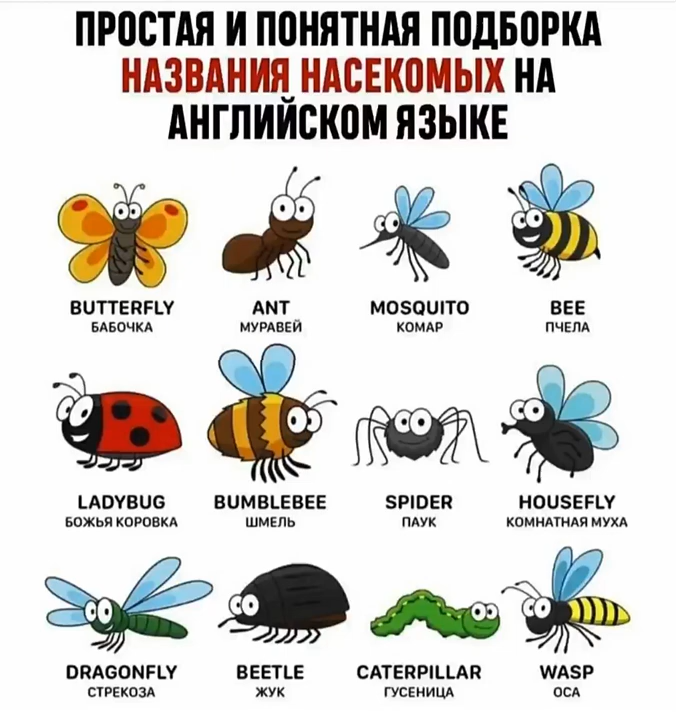 ПРОСТАЯ И ПОНЯТНАЯ ПОДБОРКА
НАЗВАНИЯ НАСЕКОМЫХ НА
АНГЛИЙСКОМ ЯЗЫКЕ
BUTTERFLY ANT MOSQUITO BEE
БАБОЧКА МУРАВЕЙ КОМАР ПЧЕЛА
LADYBUG BUMBLEBEE SPIDER HOUSEFLY
БОЖЬЯ КОРОВКА ШМЕЛЬ ПАУК КОМНАТНАЯ МУХА
DRAGONFLY BEETLE CATERPILLAR WASP
СТРЕКОЗА ЖУК ГУСЕНИЦА ОСА